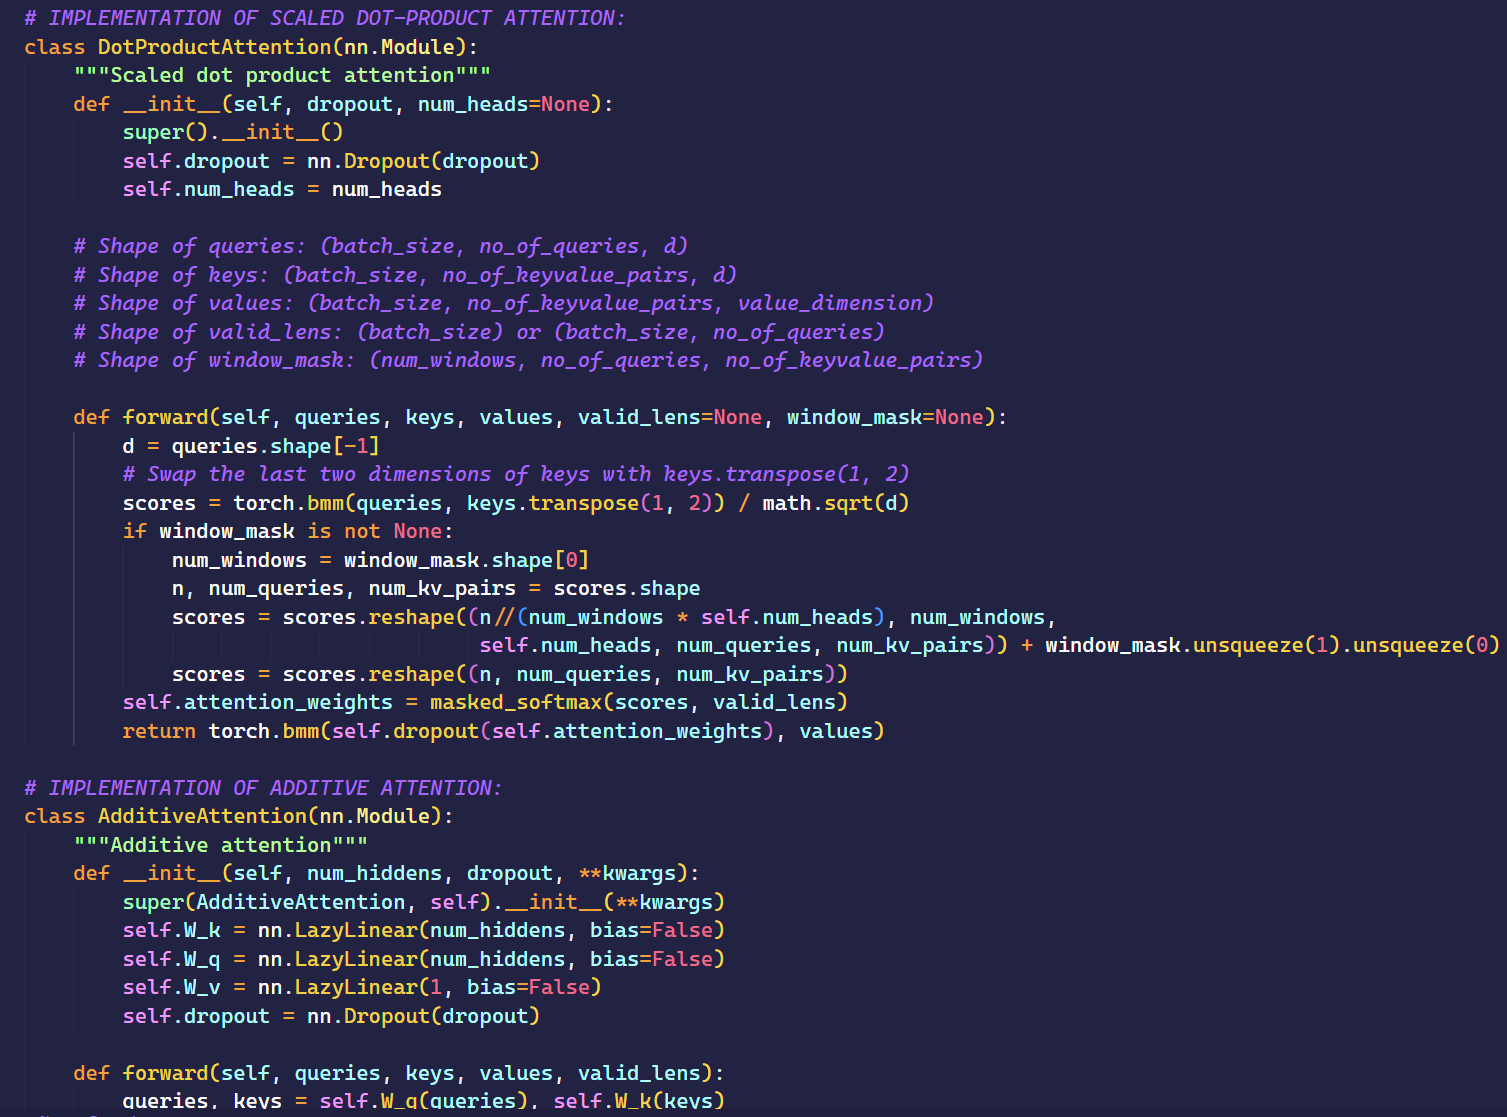 # IMPLEMENTATION OF SCALED DOT-PRODUCT ATTENTION:
class DotProductAttention(nn.Module):
    """Scaled dot product attention"""
    def __init__(self, dropout, num_heads=None):
        super().__init__()
        self.dropout = nn.Dropout(dropout)
        self.num_heads = num_heads

    # Shape of queries: (batch_size, no_of_queries, d)
    # Shape of keys: (batch_size, no_of_keyvalue_pairs, d)
    # Shape of values: (batch_size, no_of_keyvalue_pairs, value_dimension)
    # Shape of valid_lens: (batch_size) or (batch_size, no_of_queries)
    # Shape of window_mask: (num_windows, no_of_queries, no_of_keyvalue_pairs)

    def forward(self, queries, keys, values, valid_lens=None, window_mask=None):
        d = queries.shape[-1]
        # Swap the last two dimensions of keys with keys.transpose(1, 2)
        scores = torch.bmm(queries, keys.transpose(1, 2)) / math.sqrt(d)
        if window_mask is not None:
            num_windows = window_mask.shape[0]
            n, num_queries, num_kv_pairs = scores.shape
            scores = scores.reshape((n//(num_windows * self.num_heads), num_windows,
                                     self.num_heads, num_queries, num_kv_pairs)) + window_mask.unsqueeze(1).unsqueeze(0)
            scores = scores.reshape((n, num_queries, num_kv_pairs))
        self.attention_weights = masked_softmax(scores, valid_lens)
        return torch.bmm(self.dropout(self.attention_weights), values)

# IMPLEMENTATION OF ADDITIVE ATTENTION:
class AdditiveAttention(nn.Module):
    """Additive attention"""
    def __init__(self, num_hiddens, dropout, **kwargs):
        super(AdditiveAttention, self).__init__(**kwargs)
        self.W_k = nn.LazyLinear(num_hiddens, bias=False)
        self.W_q = nn.LazyLinear(num_hiddens, bias=False)
        self.W_v = nn.LazyLinear(1, bias=False)
        self.dropout = nn.Dropout(dropout)

    def forward(self, queries, keys, values, valid_lens):
        queries, keys = self.W_q(queries), self.W_k(keys)